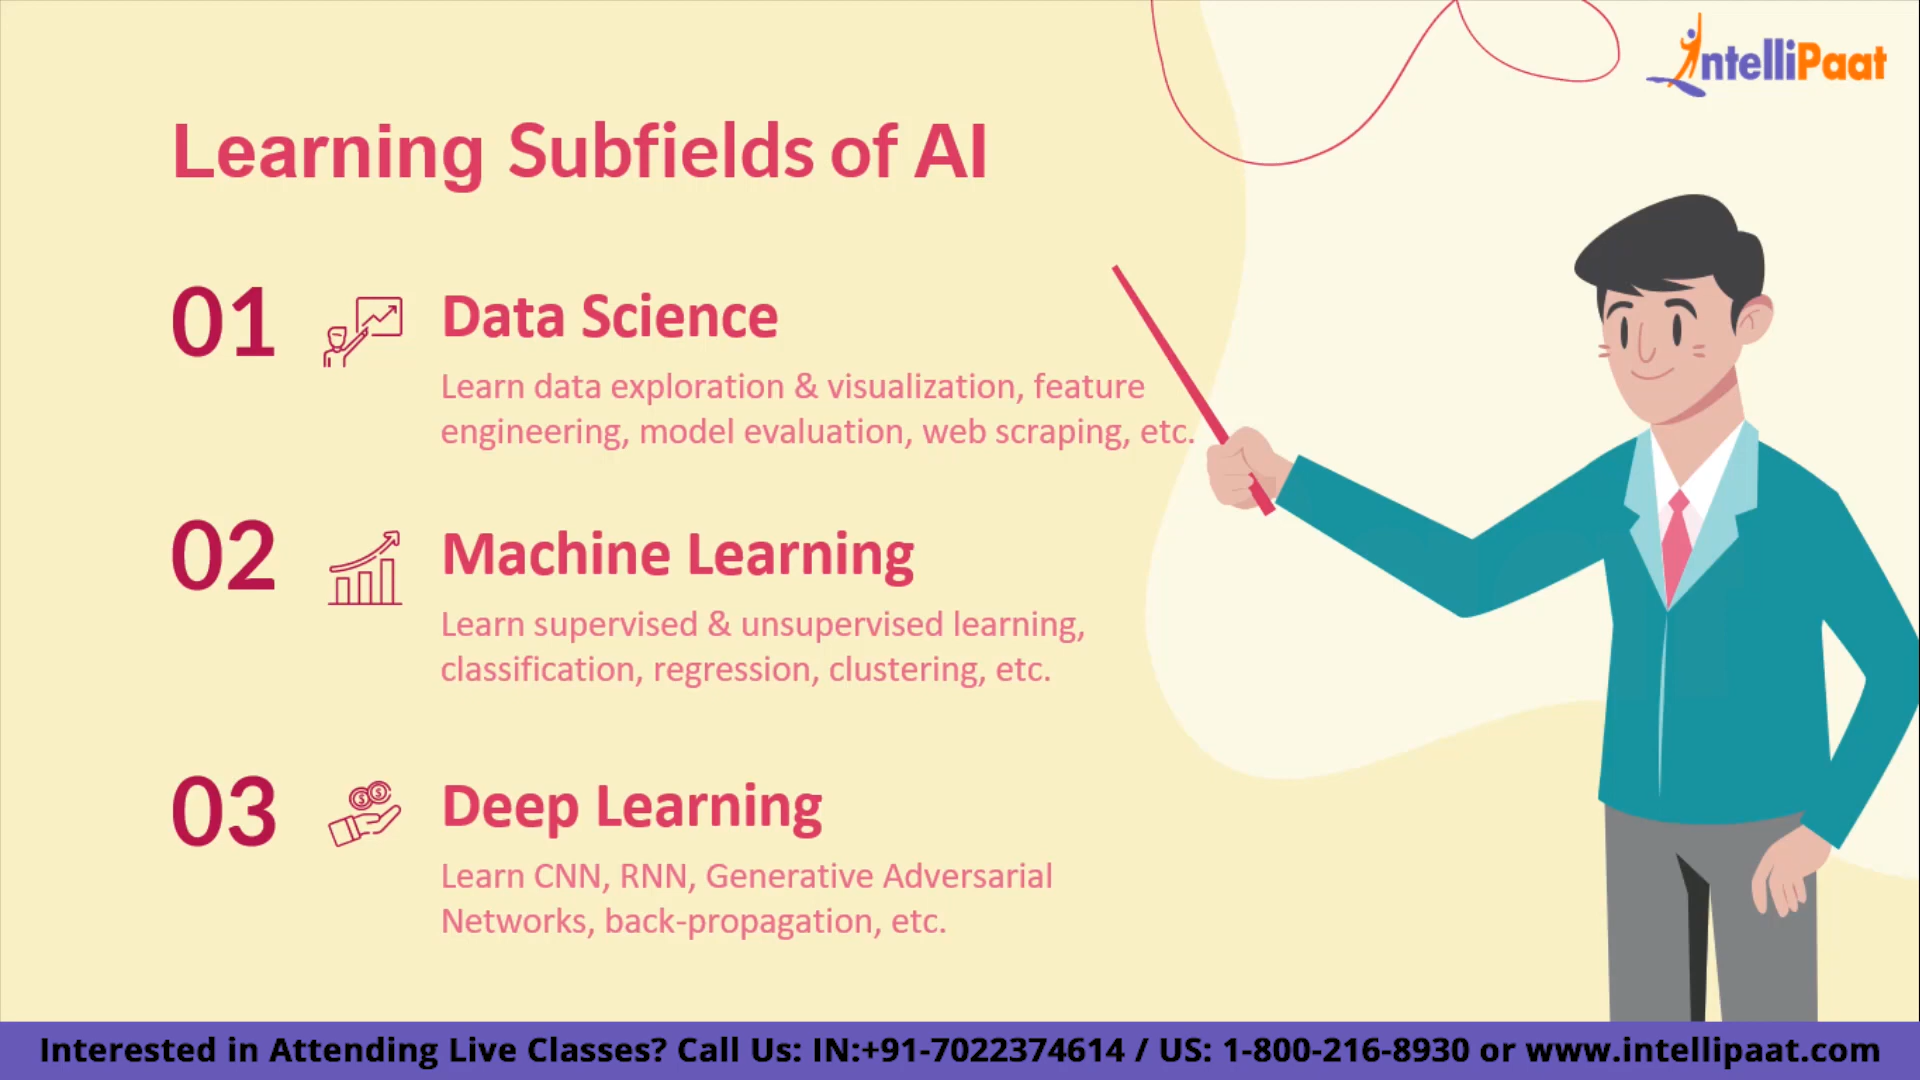 IntelliPaat
Learning Subfields of AI
01
Data Science
Learn data exploration & visualization, feature
engineering, model evaluation, web scraping, etc.
02
Machine Learning
Learn supervised & unsupervised learning,
classification, regression, clustering, etc.
03
Deep Learning
Learn CNN, RNN, Generative Adversarial
Networks, back-propagation, etc.
Interested in Attending Live Classes? Call Us: IN:+91-7022374614 / US: 1-800-216-8930 or www.intellipaat.com